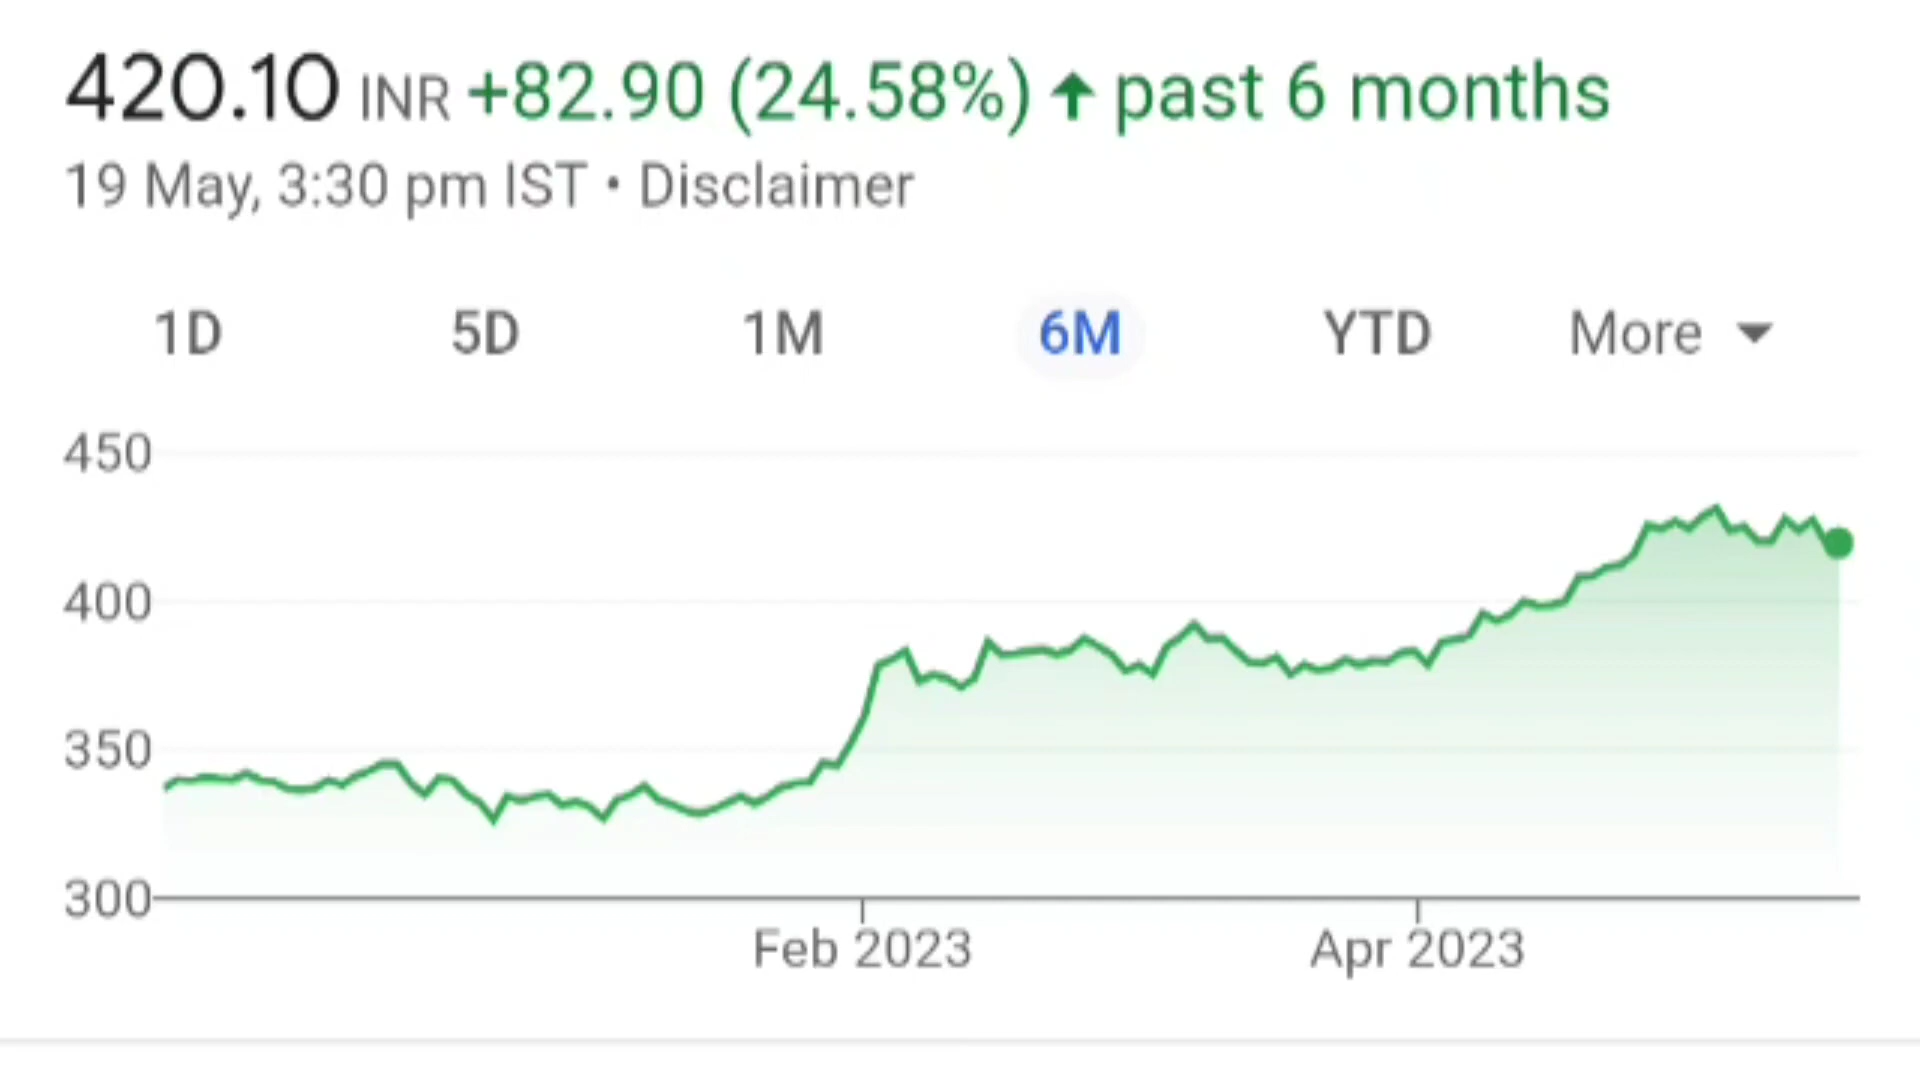 420.10 INR +82.90 (24.58%) ↑ past 6 months
19 May, 3:30 pm IST • Disclaimer
1D 5D 1M 6M YTD More
450
400
350
300
Feb 2023 Apr 2023